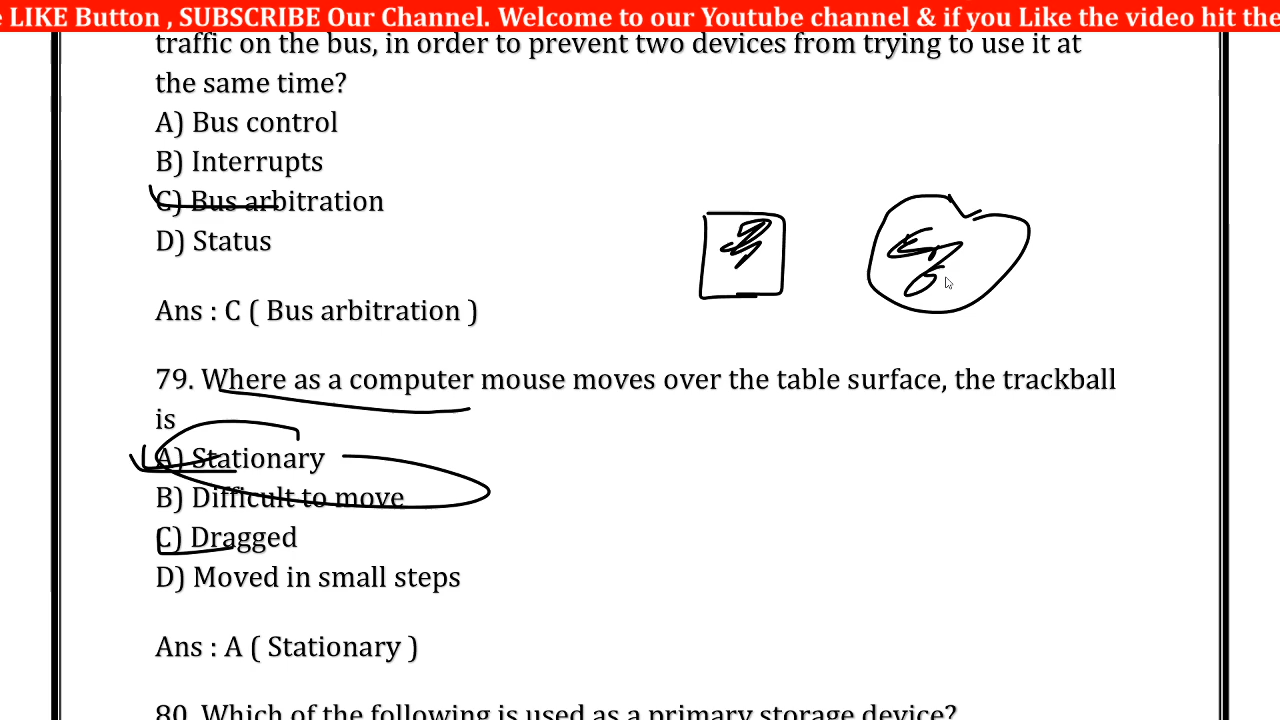 e LIKE Button , SUBSCRIBE Our Channel. Welcome to our Youtube channel & if you Like the video hit the
traffic on the bus, in order to prevent two devices from trying to use it at
the same time?
A) Bus control
B) Interrupts
C) Bus arbitration
D) Status
Ans : C ( Bus arbitration )
79. Where as a computer mouse moves over the table surface, the trackball
is
A) Stationary
B) Difficult to move
C) Dragged
D) Moved in small steps
Ans : A ( Stationary )
80. Which of the following is used as a primary storage device?